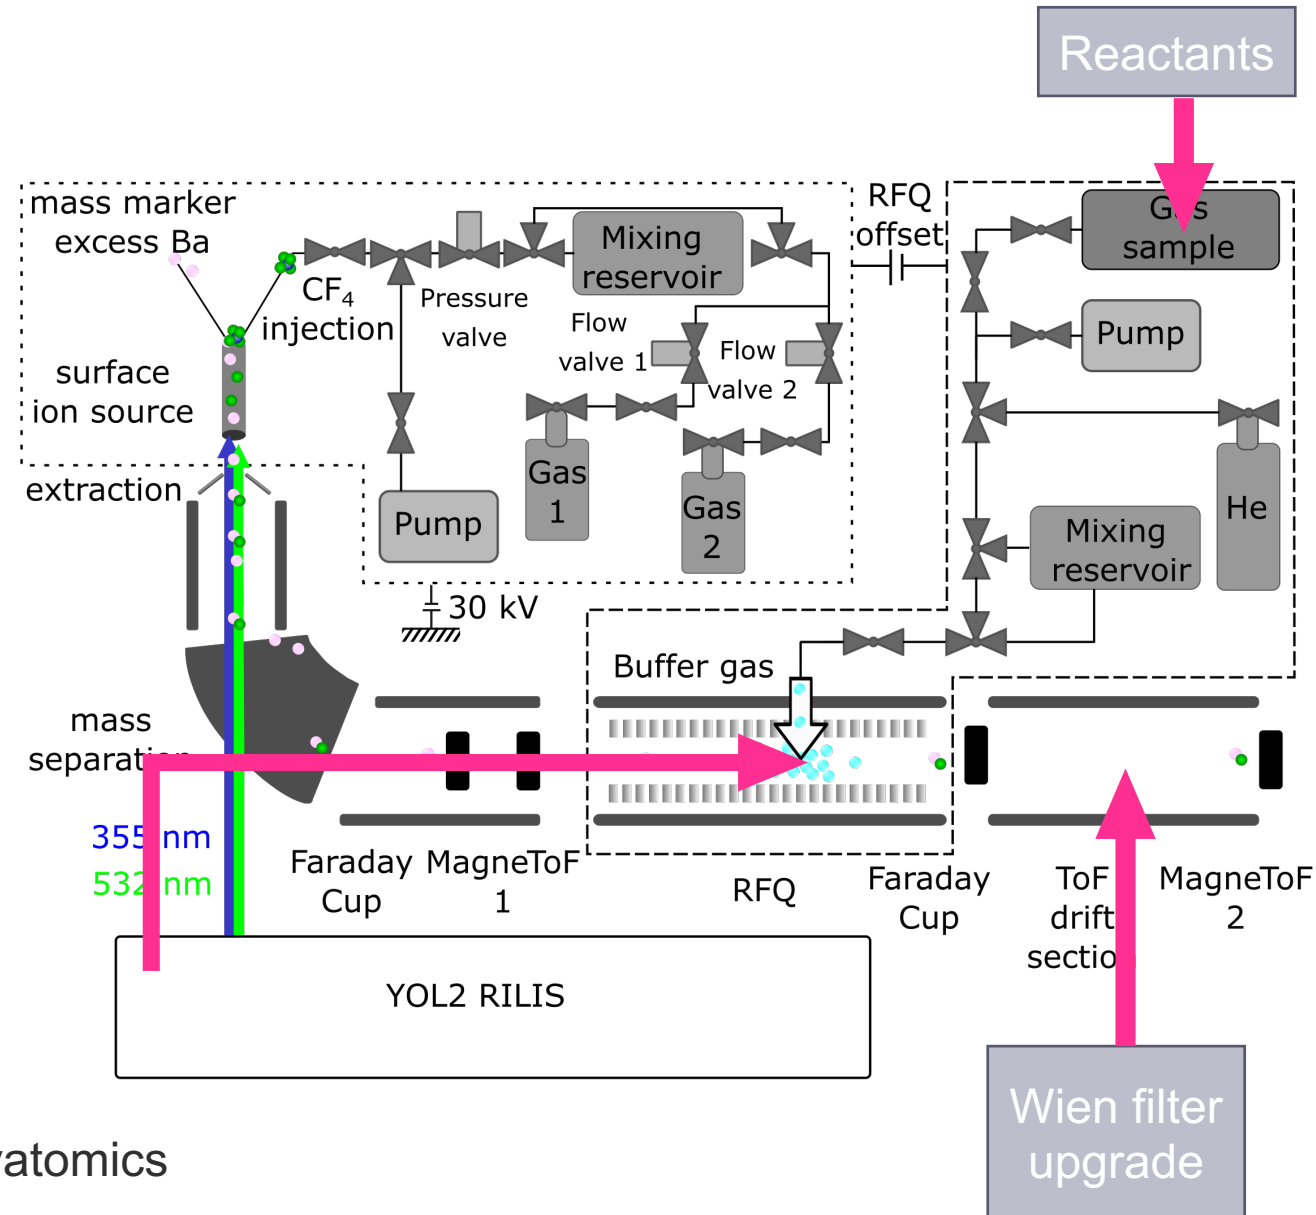 Reactants
mass marker
excess Ba
CF₄
injection
Pressure
valve
Mixing
reservoir
Flow
valve 1
Flow
valve 2
RFQ
offset
Gas
sample
Pump
surface
ion source
extraction
Pump
Gas
1
Gas
2
He
Mixing
reservoir
30 kV
Buffer gas
mass
separation
355 nm
532 nm
Faraday
Cup
MagneToF
1
RFQ
Faraday
Cup
ToF
drift
section
MagneToF
2
YOL2 RILIS
Wien filter
upgrade
yatomics